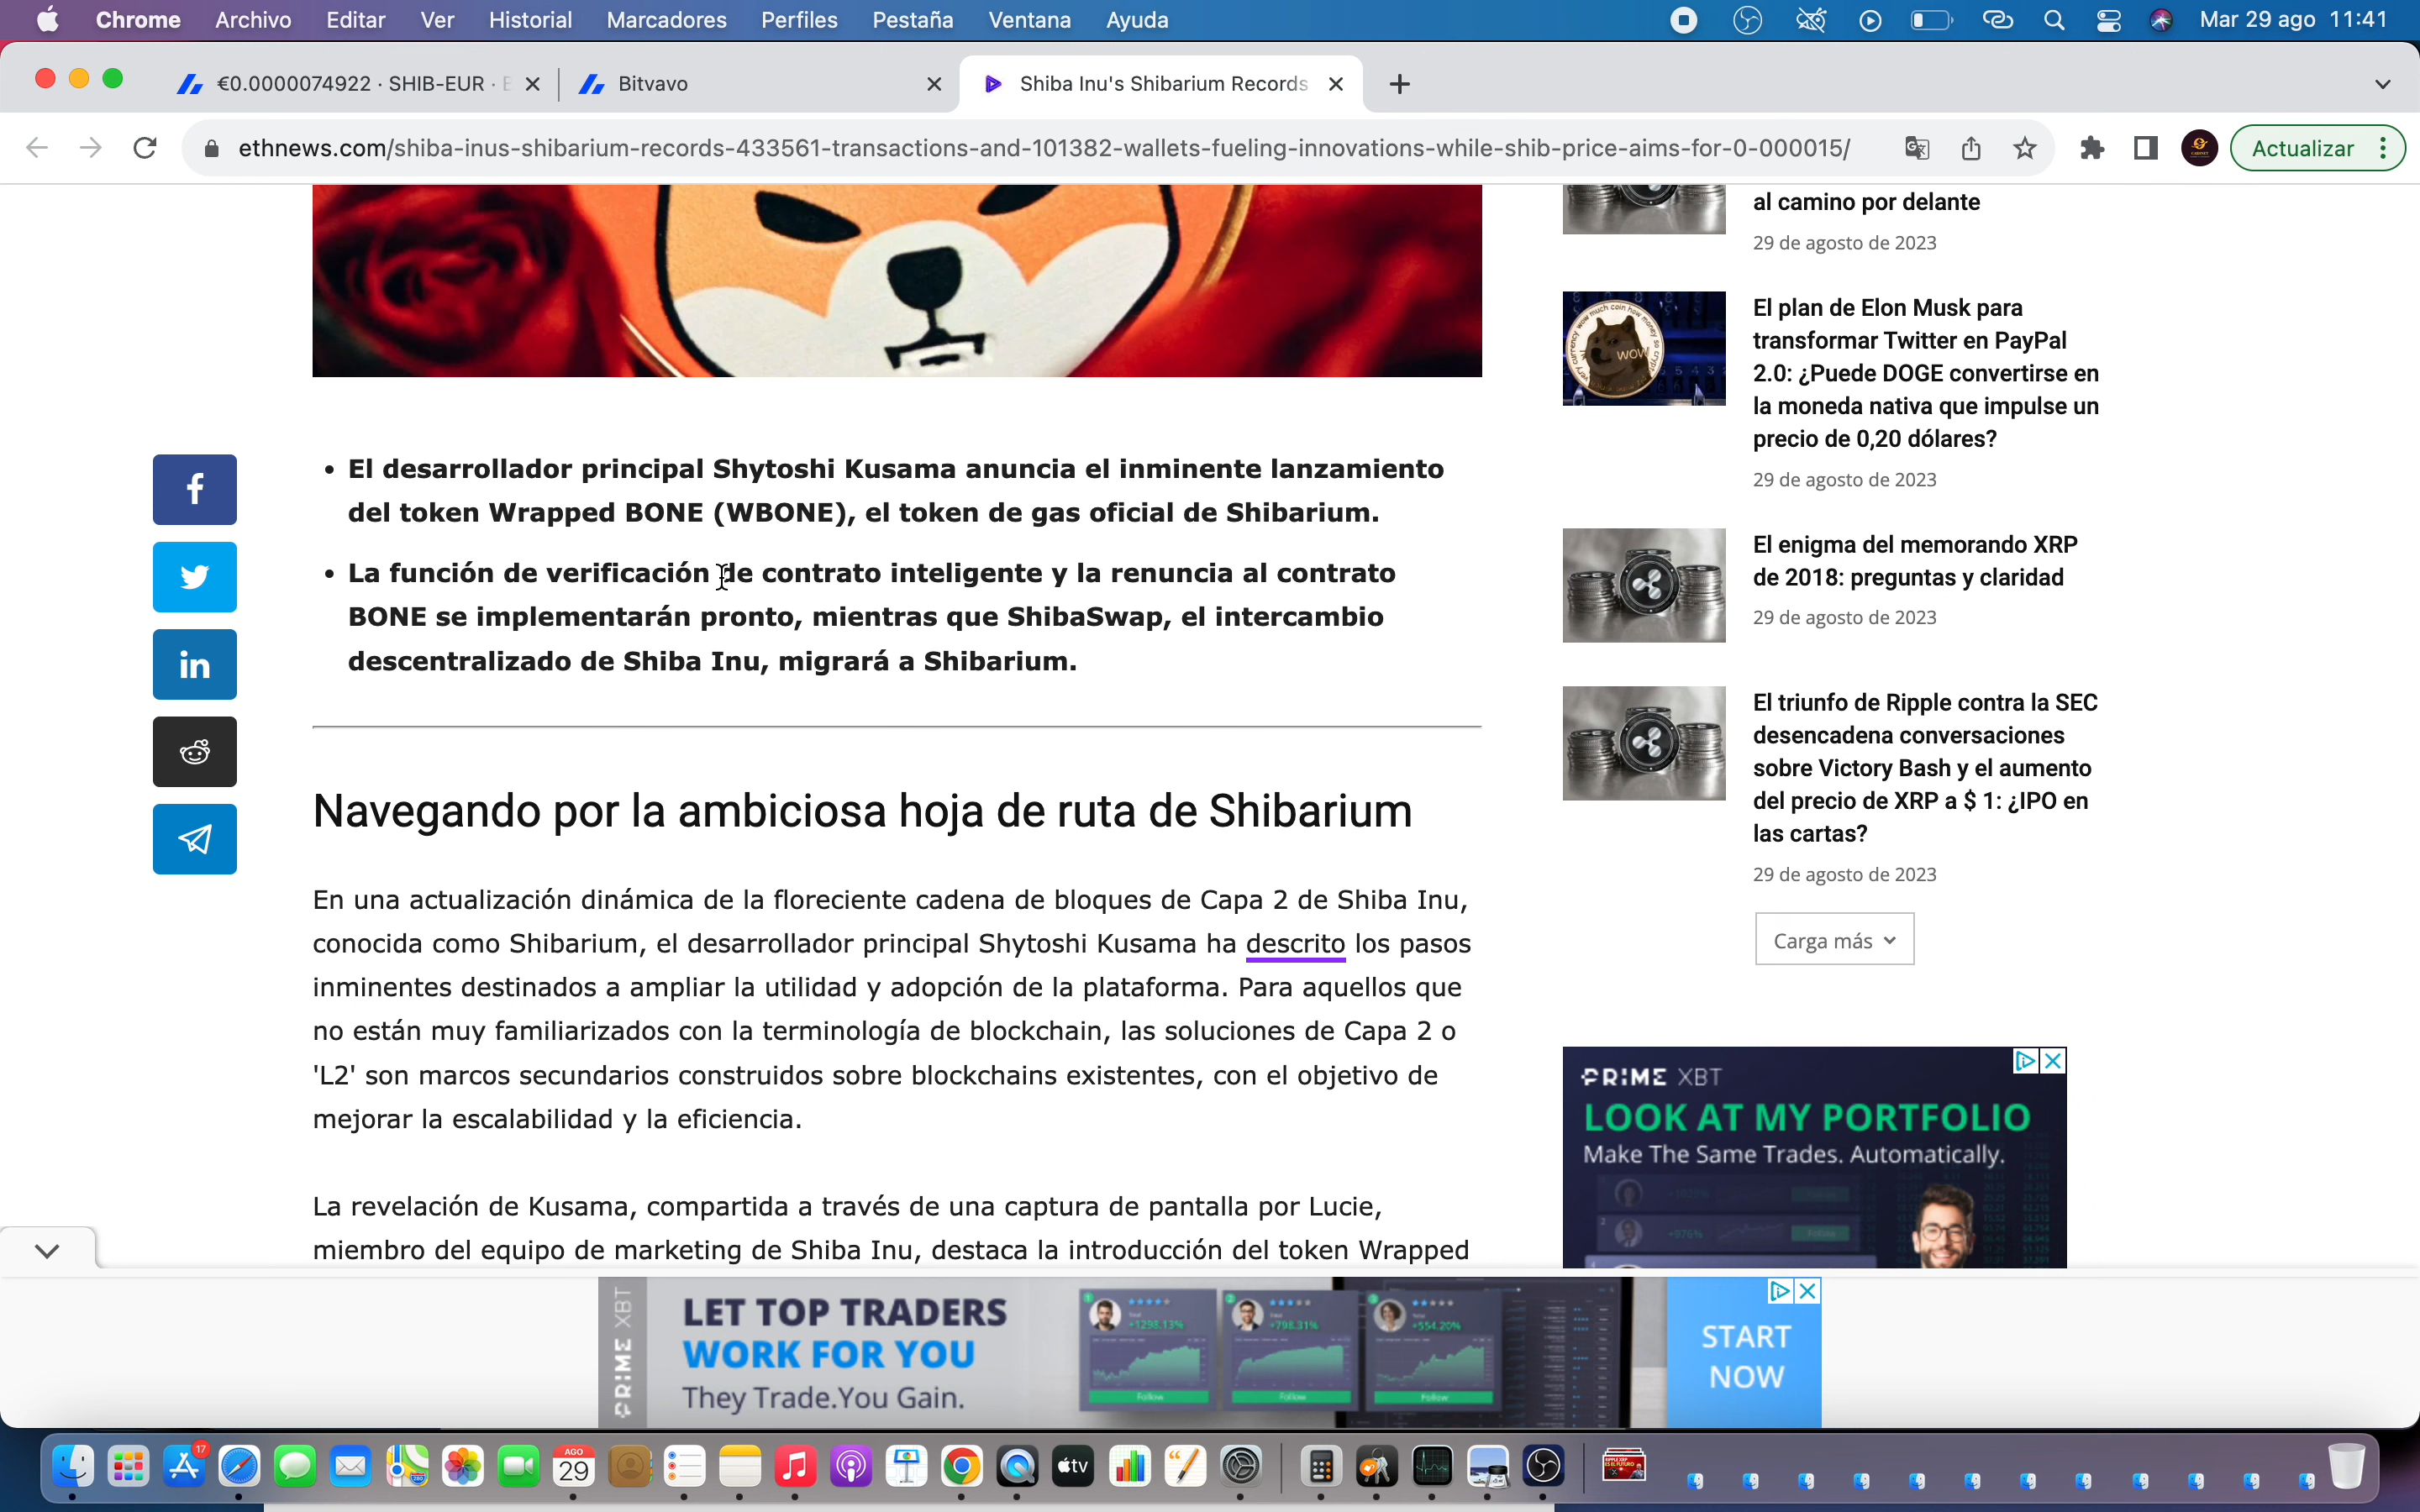 Chrome Archivo Editar Ver Historial Marcadores Perfiles Pestaña Ventana Ayuda Mar 29 ago 11:41
€0.0000074922 · SHIB-EUR ·
Bitvavo
Shiba Inu's Shibarium Records
ethnews.com/shiba-inus-shibarium-records-433561-transactions-and-101382-wallets-fueling-innovations-while-shib-price-aims-for-0-000015/
Actualizar
El desarrollador principal Shytoshi Kusama anuncia el inminente lanzamiento
del token Wrapped BONE (WBONE), el token de gas oficial de Shibarium.
La función de verificación de contrato inteligente y la renuncia al contrato
BONE se implementarán pronto, mientras que ShibaSwap, el intercambio
descentralizado de Shiba Inu, migrará a Shibarium.
Navegando por la ambiciosa hoja de ruta de Shibarium
En una actualización dinámica de la floreciente cadena de bloques de Capa 2 de Shiba Inu,
conocida como Shibarium, el desarrollador principal Shytoshi Kusama ha descrito los pasos
inminentes destinados a ampliar la utilidad y adopción de la plataforma. Para aquellos que
no están muy familiarizados con la terminología de blockchain, las soluciones de Capa 2 o
'L2' son marcos secundarios construidos sobre blockchains existentes, con el objetivo de
mejorar la escalabilidad y la eficiencia.
La revelación de Kusama, compartida a través de una captura de pantalla por Lucie,
miembro del equipo de marketing de Shiba Inu, destaca la introducción del token Wrapped
al camino por delante
29 de agosto de 2023
El plan de Elon Musk para
transformar Twitter en PayPal
2.0: ¿Puede DOGE convertirse en
la moneda nativa que impulse un
precio de 0,20 dólares?
29 de agosto de 2023
WOW
El enigma del memorando XRP
de 2018: preguntas y claridad
29 de agosto de 2023
El triunfo de Ripple contra la SEC
desencadena conversaciones
sobre Victory Bash y el aumento
del precio de XRP a $ 1: ¿IPO en
las cartas?
29 de agosto de 2023
Carga más
PRIME XBT
LOOK AT MY PORTFOLIO
Make The Same Trades. Automatically.
+976%
PRIME XBT
LET TOP TRADERS
WORK FOR YOU
They Trade.You Gain.
+1298.13%
+798.31%
+554.20%
Follow
Follow
Follow
START
NOW
17
AGO
29
tv